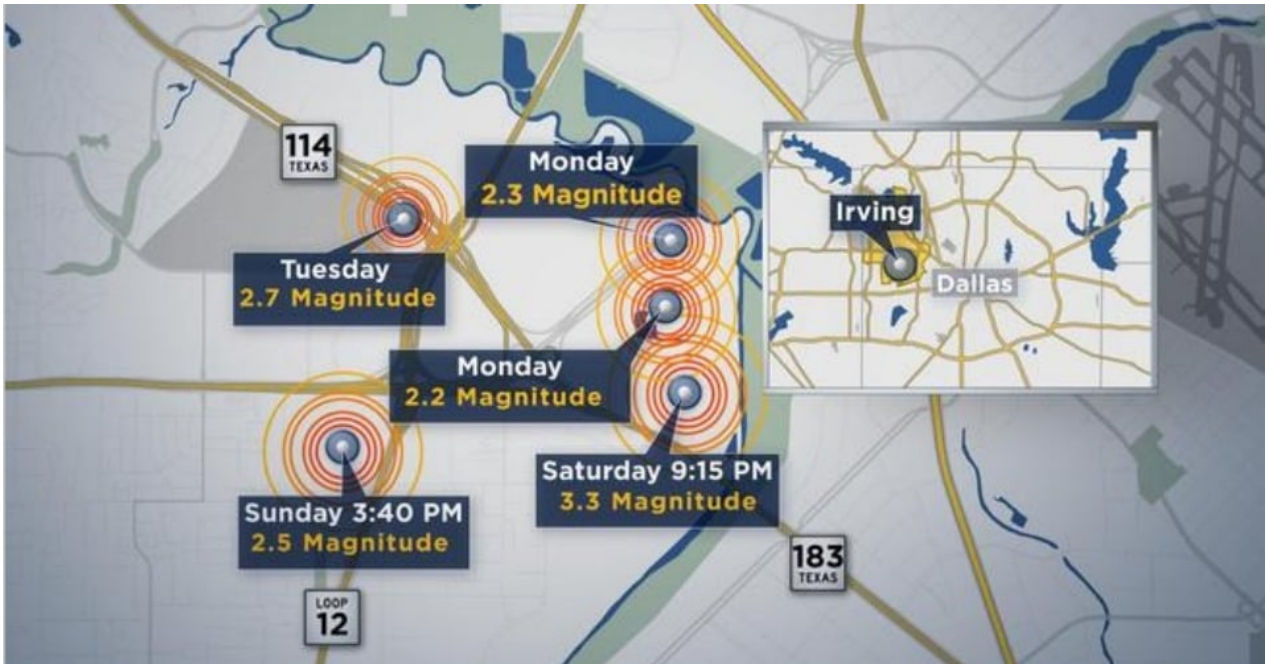 114
TEXAS
Monday
2.3 Magnitude
Tuesday
2.7 Magnitude
Irving
Dallas
Monday
2.2 Magnitude
Saturday 9:15 PM
3.3 Magnitude
Sunday 3:40 PM
2.5 Magnitude
183
TEXAS
LOOP
12